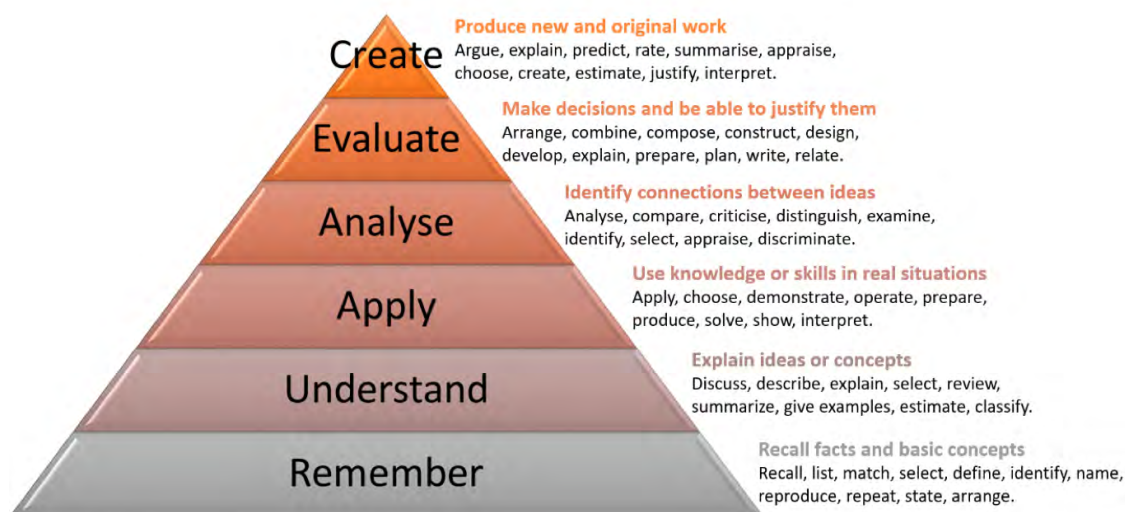 Create
Produce new and original work
Argue, explain, predict, rate, summarise, appraise,
choose, create, estimate, justify, interpret.
Evaluate
Make decisions and be able to justify them
Arrange, combine, compose, construct, design,
develop, explain, prepare, plan, write, relate.
Analyse
Identify connections between ideas
Analyse, compare, criticise, distinguish, examine,
identify, select, appraise, discriminate.
Apply
Use knowledge or skills in real situations
Apply, choose, demonstrate, operate, prepare,
produce, solve, show, interpret.
Understand
Explain ideas or concepts
Discuss, describe, explain, select, review,
summarize, give examples, estimate, classify.
Remember
Recall facts and basic concepts
Recall, list, match, select, define, identify, name,
reproduce, repeat, state, arrange.